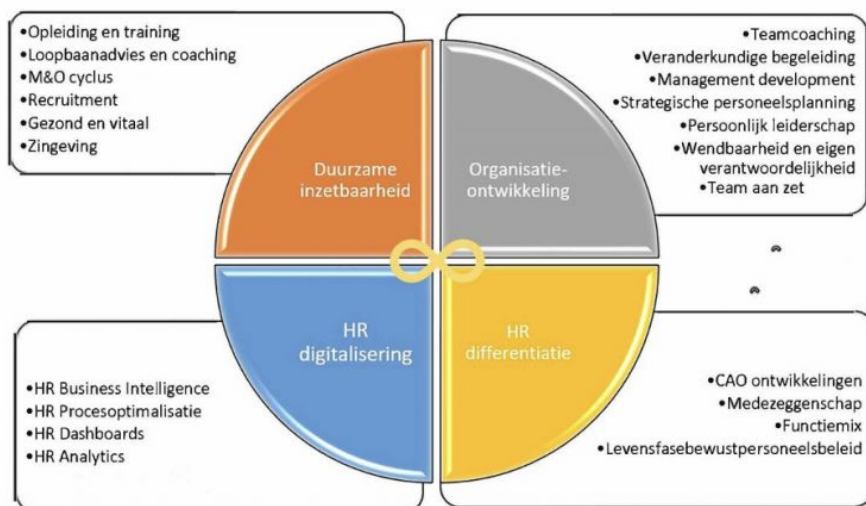 •Opleiding en training
•Loopbaanadvies en coaching
•M&O cyclus
•Recruitment
•Gezond en vitaal
•Zingeving
•Teamcoaching
•Veranderkundige begeleiding
•Management development
•Strategische personeelsplanning
•Persoonlijk leiderschap
•Wendbaarheid en eigen
verantwoordelijkheid
•Team aan zet
Duurzame
inzetbaarheid
Organisatie-
ontwikkeling
HR
digitalisering
HR
differentiatie
•HR Business Intelligence
•HR Procesoptimalisatie
•HR Dashboards
•HR Analytics
•CAO ontwikkelingen
•Medezeggenschap
•Functiemix
•Levensfasebewustpersoneelsbeleid